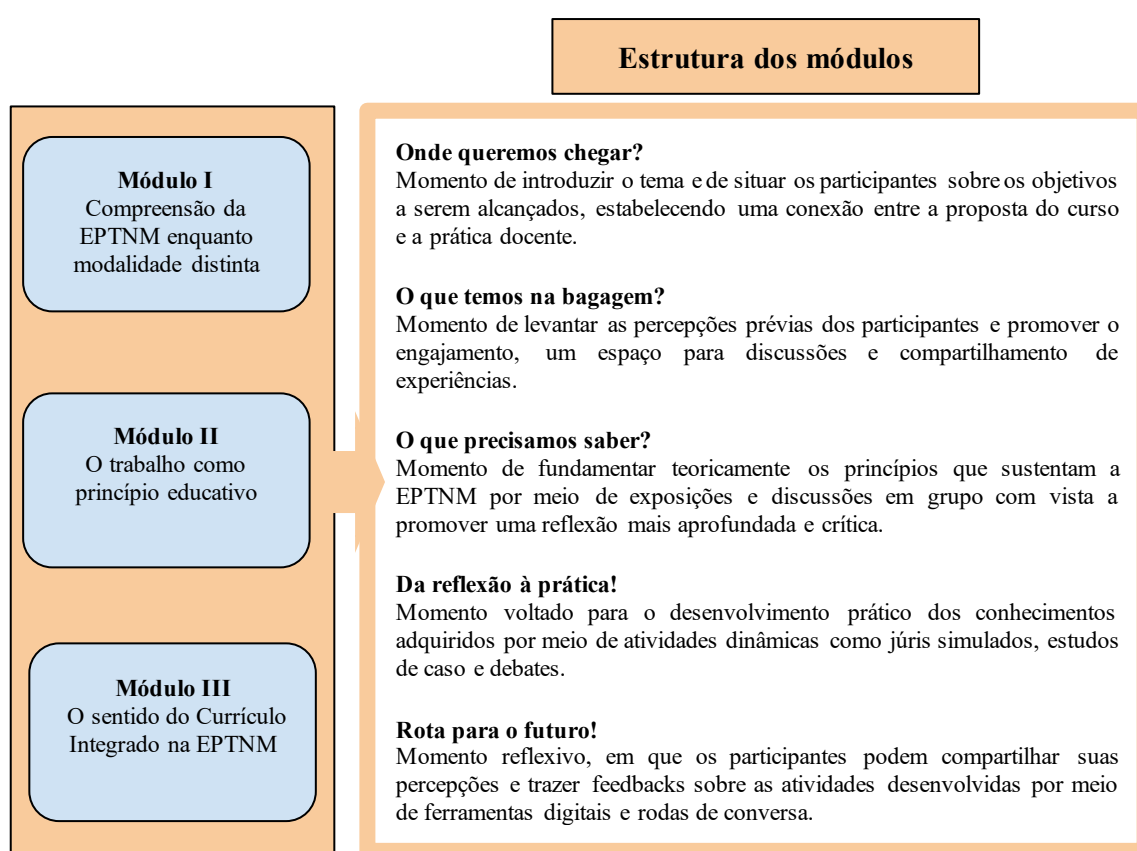 Estrutura dos módulos
Módulo I
Compreensão da
EPTNM enquanto
modalidade distinta
Módulo II
O trabalho como
princípio educativo
Módulo III
O sentido do Currículo
Integrado na EPTNM
Onde queremos chegar?
Momento de introduzir o tema e de situar os participantes sobre os objetivos
a serem alcançados, estabelecendo uma conexão entre a proposta do curso
e a prática docente.
O que temos na bagagem?
Momento de levantar as percepções prévias dos participantes e promover o
engajamento, um espaço para discussões e compartilhamento de
experiências.
O que precisamos saber?
Momento de fundamentar teoricamente os princípios que sustentam a
EPTNM por meio de exposições e discussões em grupo com vista a
promover uma reflexão mais aprofundada e crítica.
Da reflexão à prática!
Momento voltado para o desenvolvimento prático dos conhecimentos
adquiridos por meio de atividades dinâmicas como júris simulados, estudos
de caso e debates.
Rota para o futuro!
Momento reflexivo, em que os participantes podem compartilhar suas
percepções e trazer feedbacks sobre as atividades desenvolvidas por meio
de ferramentas digitais e rodas de conversa.